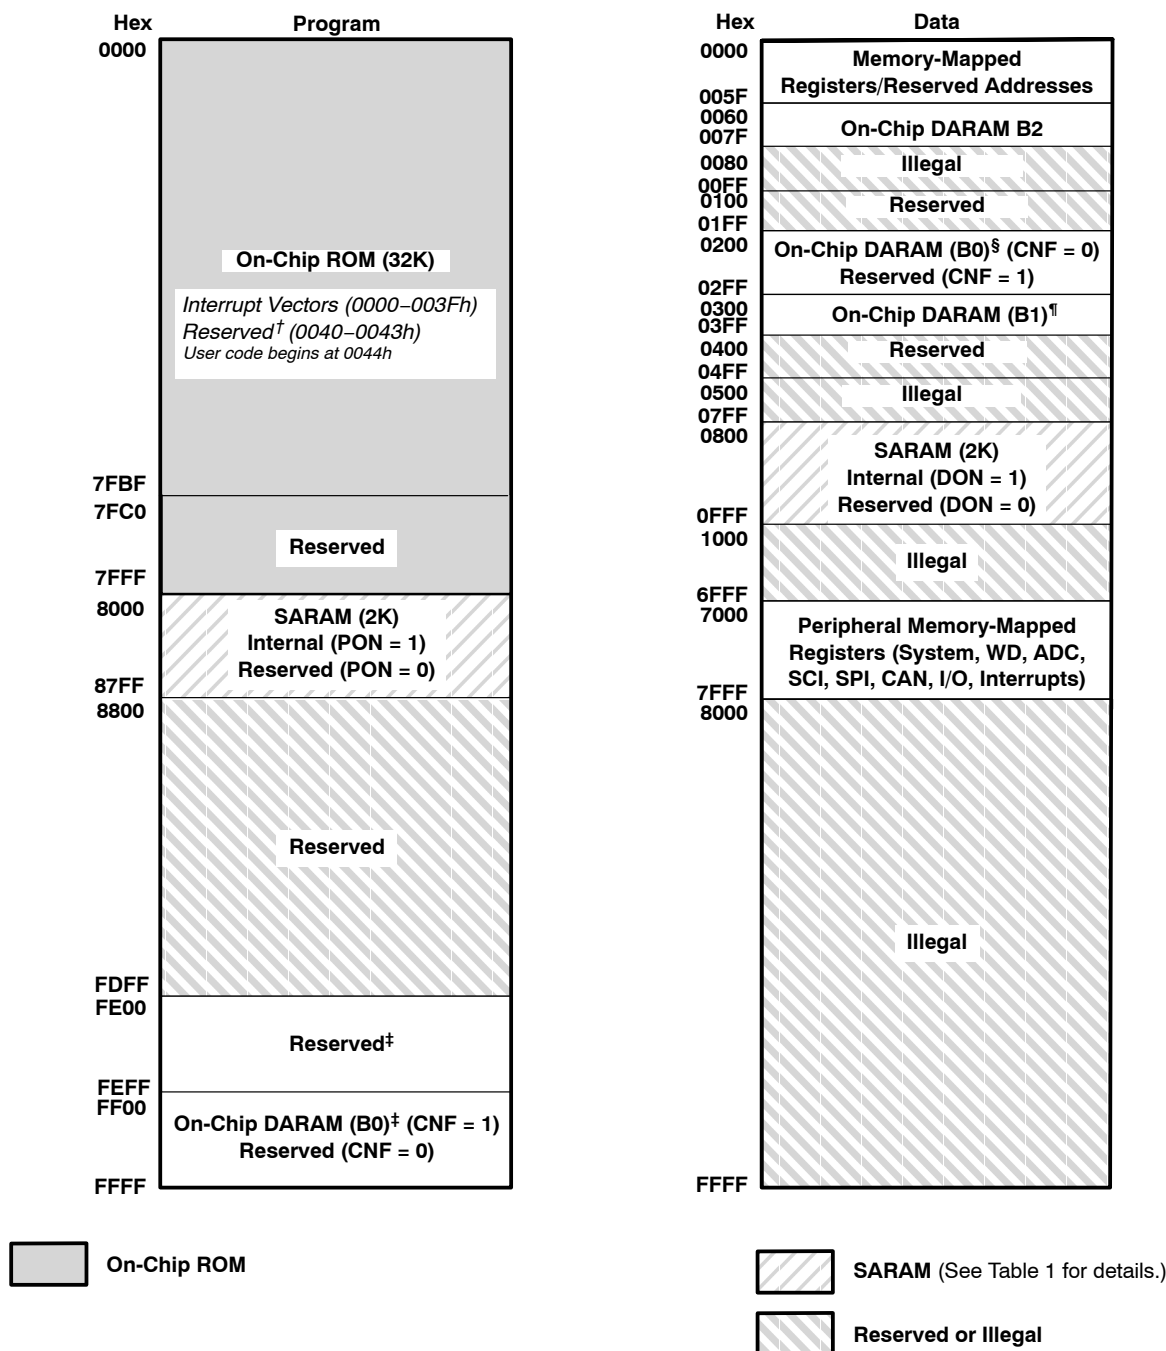 Hex Program
0000
On-Chip ROM (32K)
Interrupt Vectors (0000–003Fh)
Reserved† (0040–0043h)
User code begins at 0044h
7FBF
7FC0
Reserved
7FFF
8000
SARAM (2K)
Internal (PON = 1)
Reserved (PON = 0)
87FF
8800
Reserved
FDFF
FE00
Reserved‡
FEFF
FF00
On-Chip DARAM (B0)‡ (CNF = 1)
Reserved (CNF = 0)
FFFF
On-Chip ROM
Hex Data
0000
Memory-Mapped
Registers/Reserved Addresses
005F
0060
On-Chip DARAM B2
007F
0080
Illegal
00FF
0100
Reserved
01FF
0200
On-Chip DARAM (B0)§ (CNF = 0)
Reserved (CNF = 1)
02FF
0300
On-Chip DARAM (B1)¶
03FF
0400
Reserved
04FF
0500
Illegal
07FF
0800
SARAM (2K)
Internal (DON = 1)
Reserved (DON = 0)
0FFF
1000
Illegal
6FFF
7000
Peripheral Memory-Mapped
Registers (System, WD, ADC,
SCI, SPI, CAN, I/O, Interrupts)
7FFF
8000
Illegal
FFFF
SARAM (See Table 1 for details.)
Reserved or Illegal